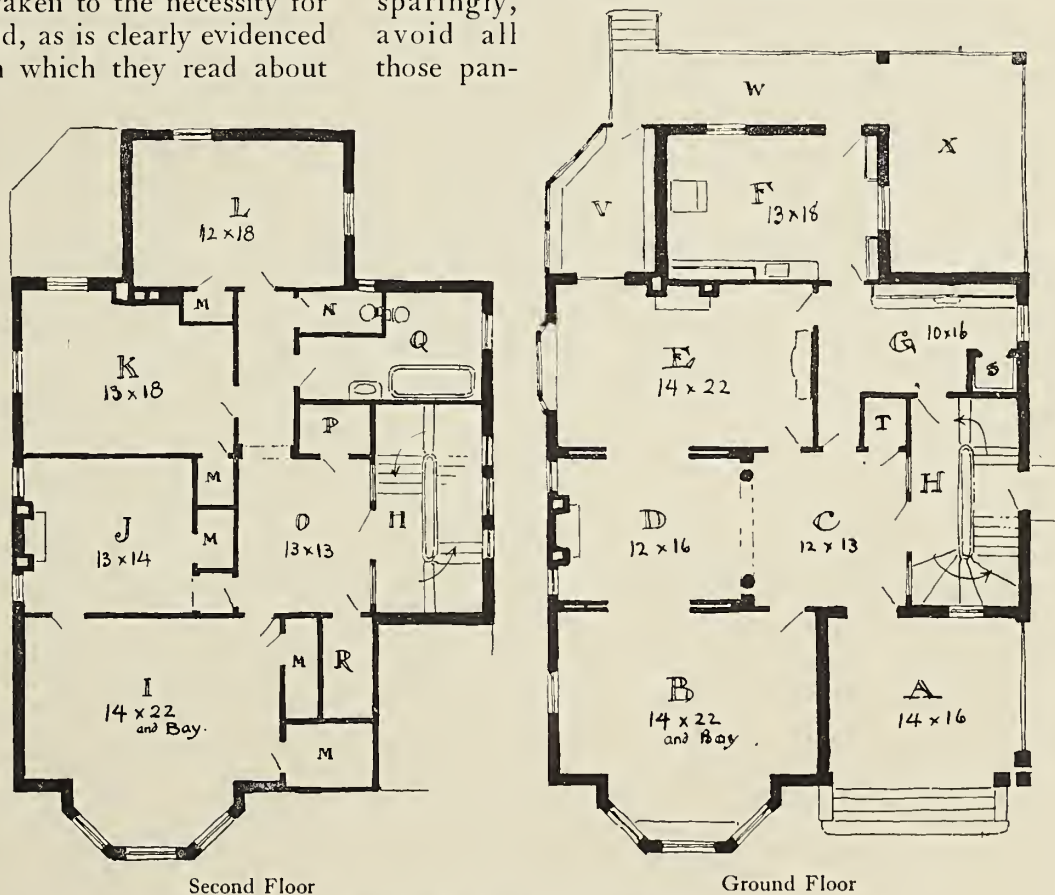 taken to the necessity for
d, as is clearly evidenced
which they read about
sparingly,
avoid all
those pan-
L
12 x 18
M
N
Q
K
13 x 18
P
M
J
13 x 14
M
O
13 x 13
H
I
14 x 22
and Bay.
M
R
M
Second Floor
W
X
V
F
13 x 18
E
14 x 22
G 10x16
S
T
D
12 x 16
C
12 x 13
H
B
14 x 22
and Bay.
A
14 x 16
Ground Floor